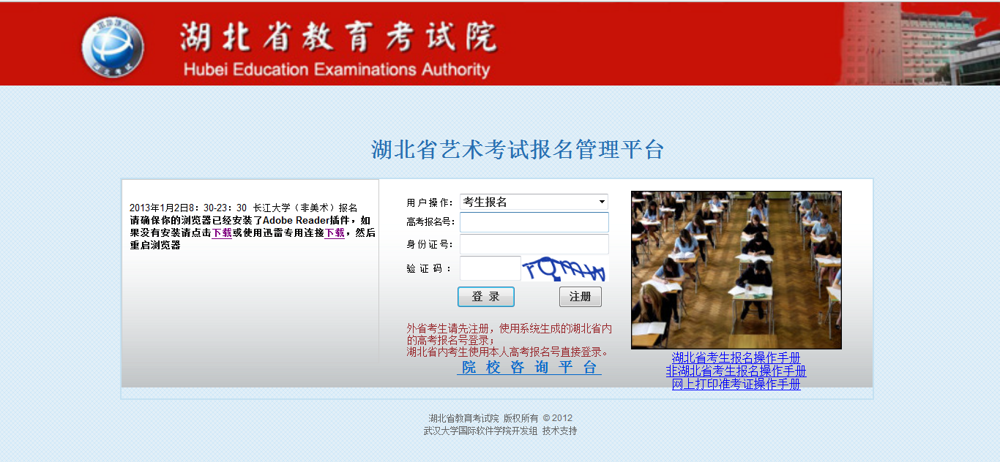 湖北省教育考试院
Hubei Education Examinations Authority
湖北省艺术考试报名管理平台
2013年1月2日8：30-23：30 长江大学（非美术）报名
请确保你的浏览器已经安装了Adobe Reader插件，如
果没有安装请点击下载或使用迅雷专用连接下载，然后
重启浏览器
用户操作： 考生报名
高考报名号：
身份证号：
验证码：
登 录 注册
外省考生请先注册，使用系统生成的湖北省内
的高考报名号登录；
湖北省内考生使用本人高考报名号直接登录。
院 校 咨 询 平 台
湖北省考生报名操作手册
非湖北省考生报名操作手册
网上打印准考证操作手册
湖北省教育考试院 版权所有 © 2012
武汉大学国际软件学院开发组 技术支持